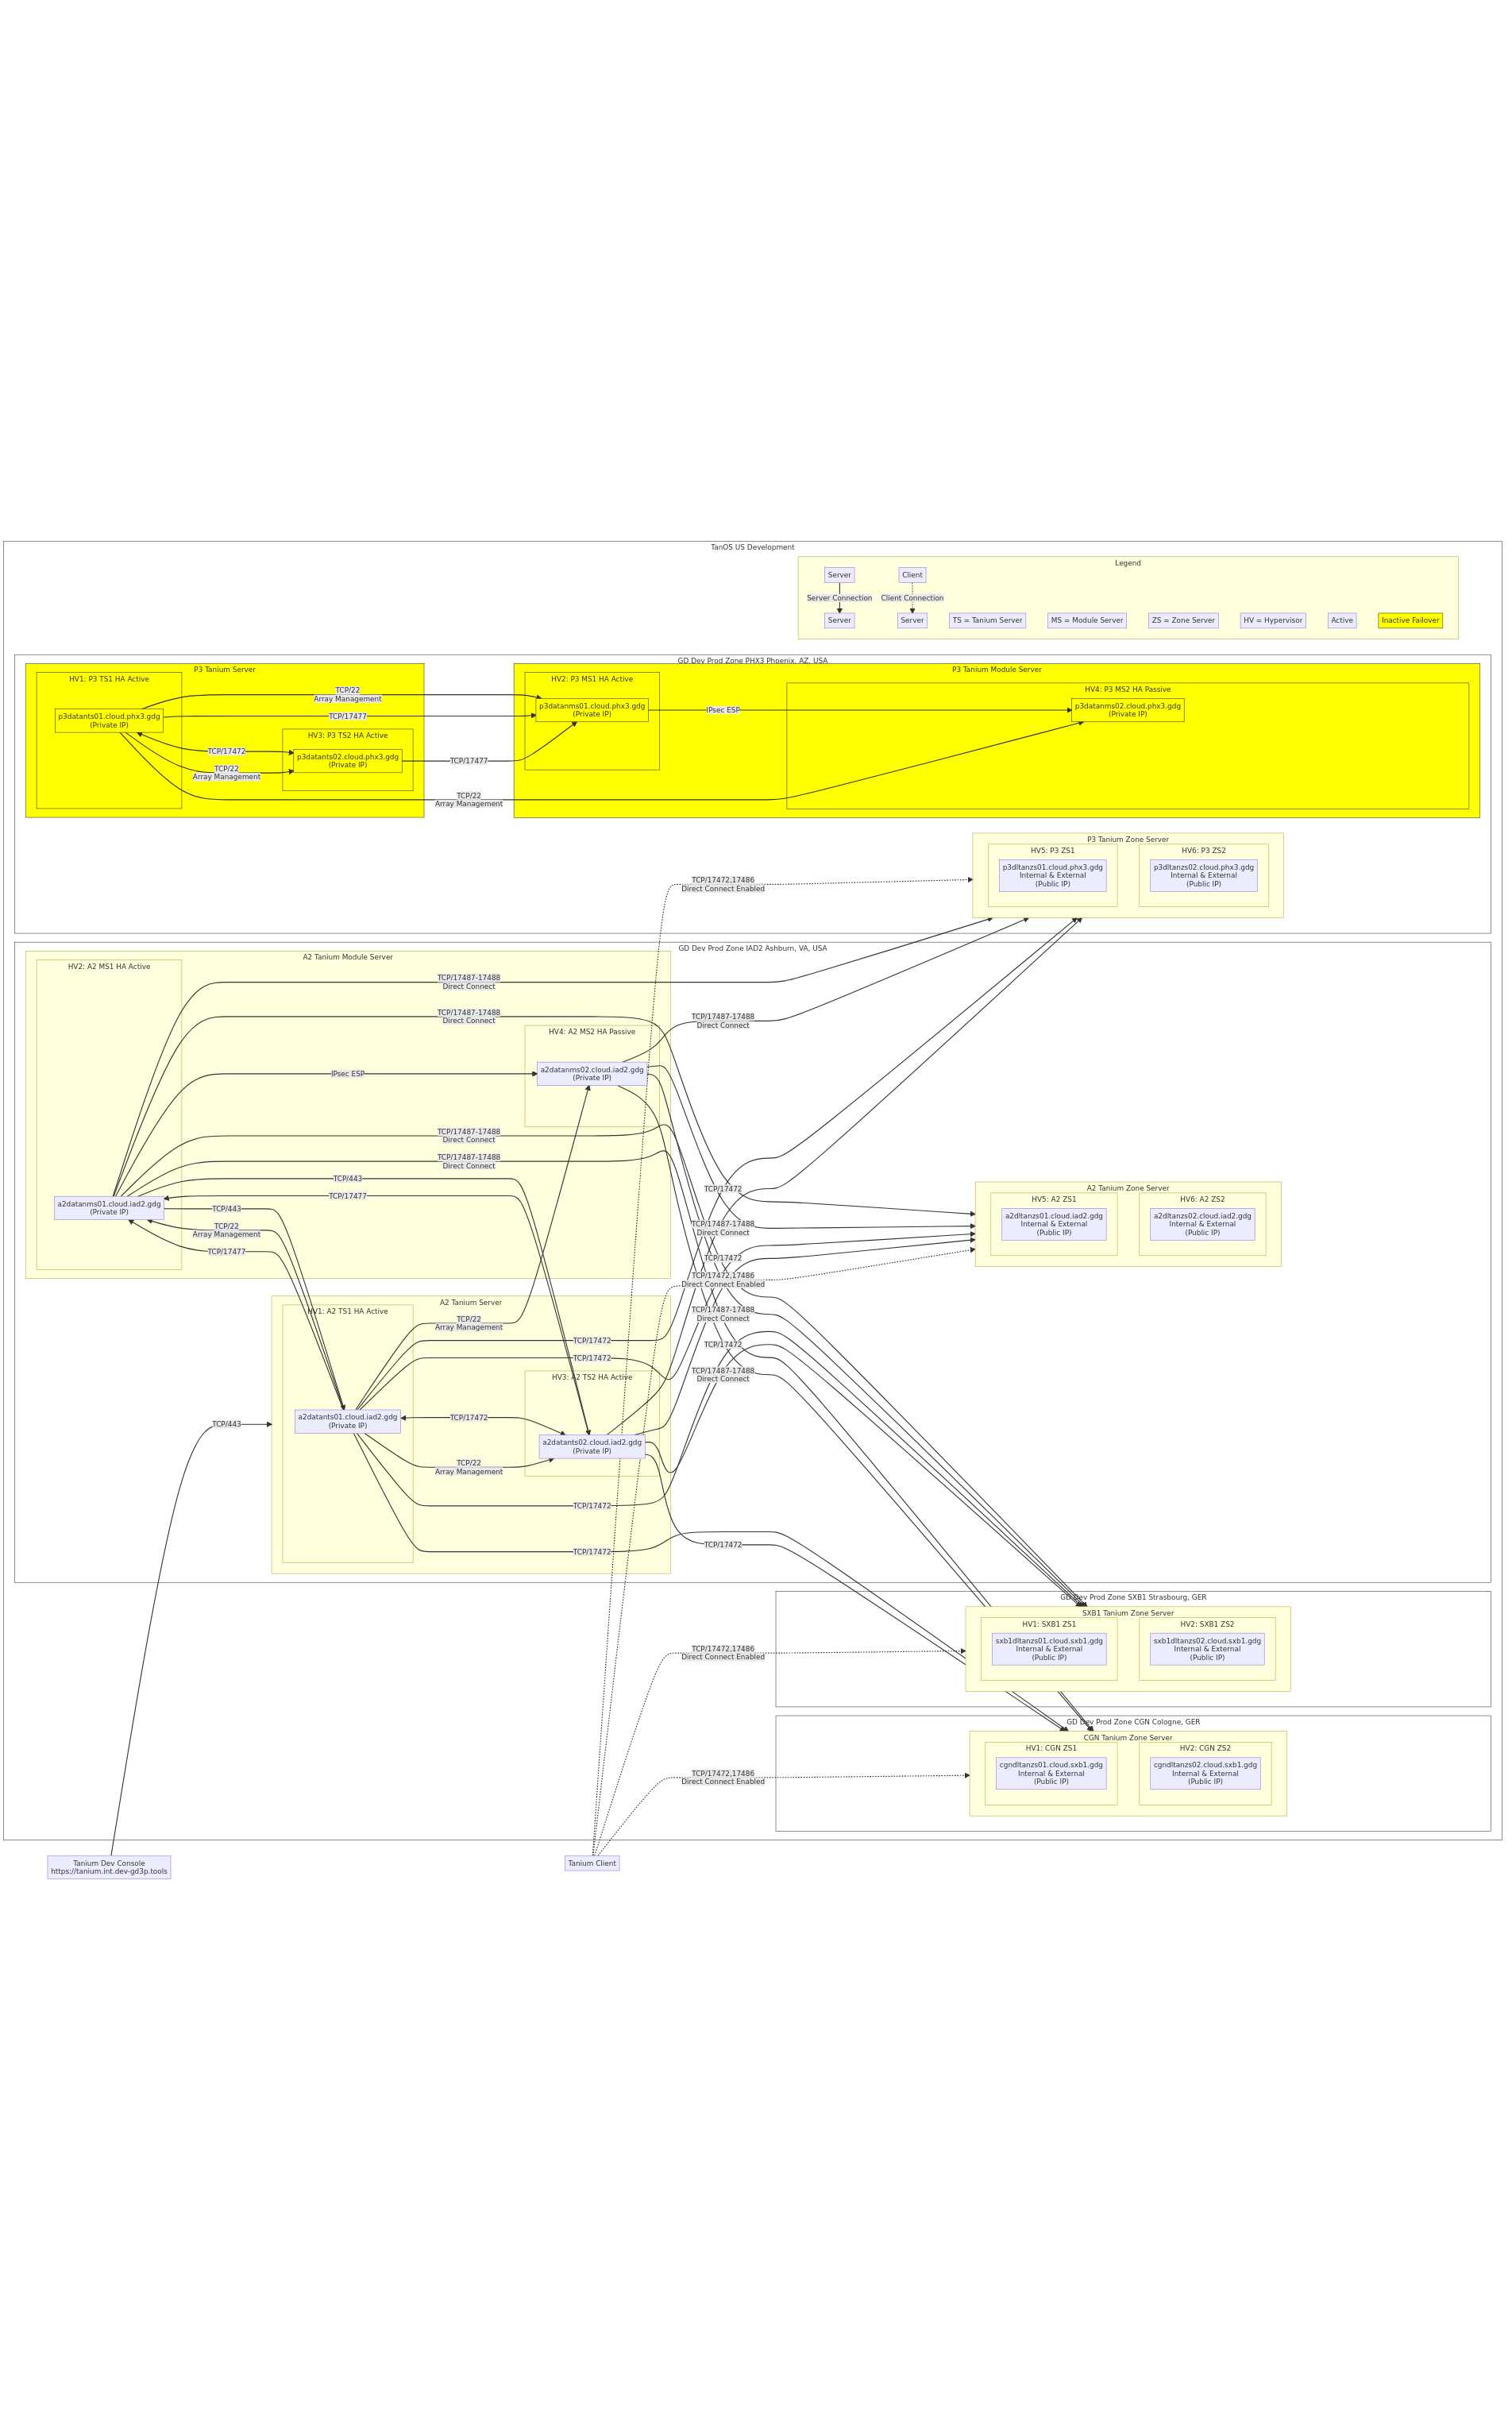 TanOS US Development
Legend
Server
Client
Server Connection
Client Connection
Server
Server
TS = Tanium Server
MS = Module Server
ZS = Zone Server
HV = Hypervisor
Active
Inactive Failover
GD Dev Prod Zone PHX3 Phoenix, AZ, USA
P3 Tanium Server
P3 Tanium Module Server
HV1: P3 TS1 HA Active
HV2: P3 MS1 HA Active
HV4: P3 MS2 HA Passive
TCP/22
Array Management
p3datants01.cloud.phx3.gdg
(Private IP)
TCP/17477
p3datanms01.cloud.phx3.gdg
(Private IP)
IPsec ESP
p3datanms02.cloud.phx3.gdg
(Private IP)
HV3: P3 TS2 HA Active
TCP/17472
p3datants02.cloud.phx3.gdg
(Private IP)
TCP/17477
TCP/22
Array Management
TCP/22
Array Management
P3 Tanium Zone Server
HV5: P3 ZS1
HV6: P3 ZS2
p3dltanzs01.cloud.phx3.gdg
Internal & External
(Public IP)
p3dltanzs02.cloud.phx3.gdg
Internal & External
(Public IP)
TCP/17472,17486
Direct Connect Enabled
GD Dev Prod Zone IAD2 Ashburn, VA, USA
A2 Tanium Module Server
HV2: A2 MS1 HA Active
TCP/17487-17488
Direct Connect
TCP/17487-17488
Direct Connect
TCP/17487-17488
Direct Connect
HV4: A2 MS2 HA Passive
IPsec ESP
a2datanms02.cloud.iad2.gdg
(Private IP)
TCP/17487-17488
Direct Connect
TCP/17487-17488
Direct Connect
TCP/443
TCP/17477
a2datanms01.cloud.iad2.gdg
(Private IP)
TCP/443
TCP/22
Array Management
TCP/17477
TCP/17472
A2 Tanium Zone Server
HV5: A2 ZS1
HV6: A2 ZS2
a2dltanzs01.cloud.iad2.gdg
Internal & External
(Public IP)
a2dltanzs02.cloud.iad2.gdg
Internal & External
(Public IP)
TCP/17487-17488
Direct Connect
TCP/17472
TCP/17472,17486
Direct Connect Enabled
TCP/17487-17488
Direct Connect
TCP/17472
TCP/17487-17488
Direct Connect
A2 Tanium Server
HV1: A2 TS1 HA Active
TCP/22
Array Management
TCP/17472
TCP/17472
HV3: A2 TS2 HA Active
a2datants01.cloud.iad2.gdg
(Private IP)
TCP/17472
a2datants02.cloud.iad2.gdg
(Private IP)
TCP/443
TCP/22
Array Management
TCP/17472
TCP/17472
TCP/17472
GD Dev Prod Zone SXB1 Strasbourg, GER
SXB1 Tanium Zone Server
HV1: SXB1 ZS1
HV2: SXB1 ZS2
sxb1dltanzs01.cloud.sxb1.gdg
Internal & External
(Public IP)
sxb1dltanzs02.cloud.sxb1.gdg
Internal & External
(Public IP)
TCP/17472,17486
Direct Connect Enabled
GD Dev Prod Zone CGN Cologne, GER
CGN Tanium Zone Server
HV1: CGN ZS1
HV2: CGN ZS2
cgndltanzs01.cloud.sxb1.gdg
Internal & External
(Public IP)
cgndltanzs02.cloud.sxb1.gdg
Internal & External
(Public IP)
TCP/17472,17486
Direct Connect Enabled
Tanium Dev Console
https://tanium.int.dev-gd3p.tools
Tanium Client